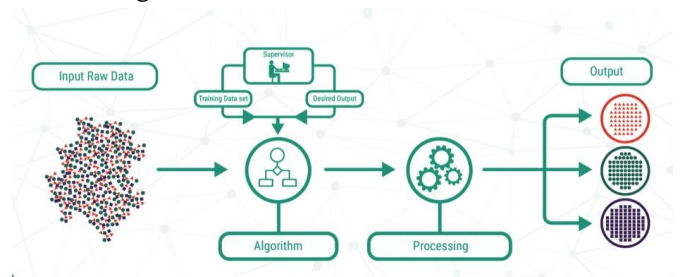 Supervisor
Input Raw Data
Output
Training Data set
Desired Output
Algorithm
Processing